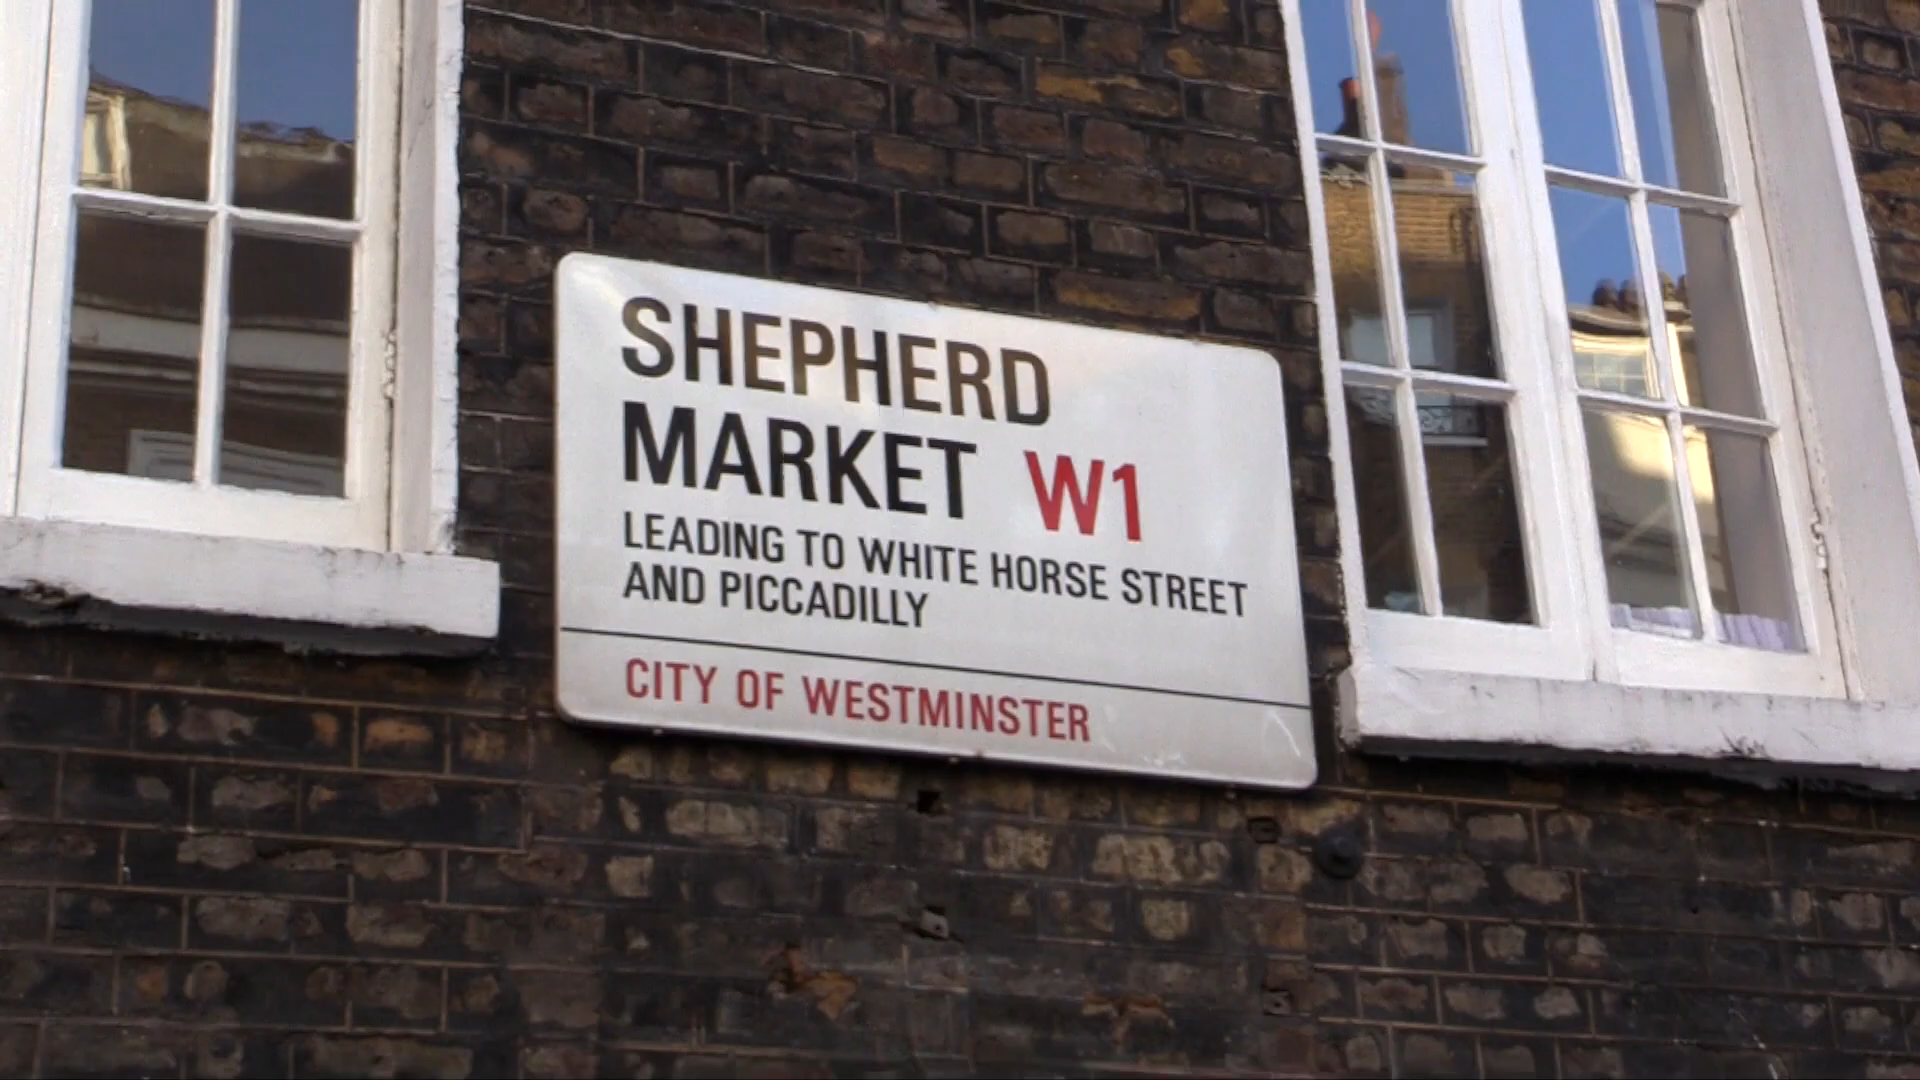 SHEPHERD
MARKET W1
LEADING TO WHITE HORSE STREET
AND PICCADILLY
CITY OF WESTMINSTER